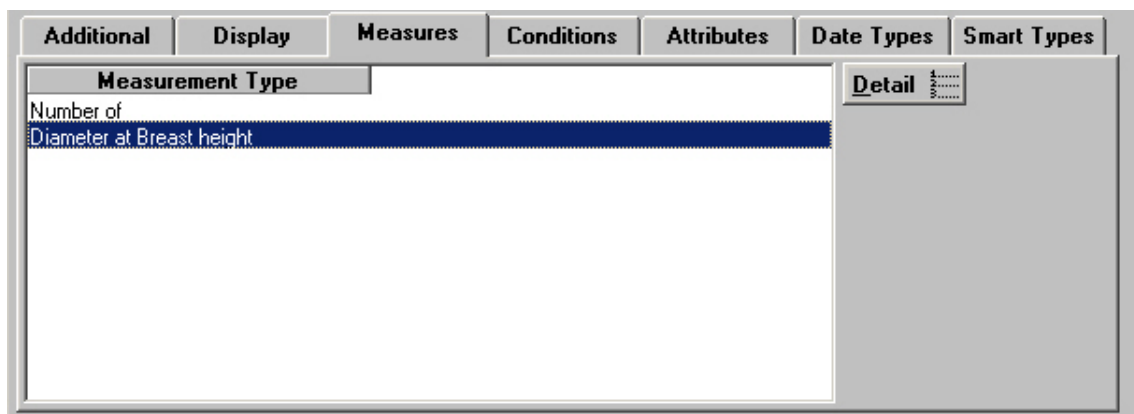 Additional Display Measures Conditions Attributes Date Types Smart Types
Measurement Type
Detail
Number of
Diameter at Breast height